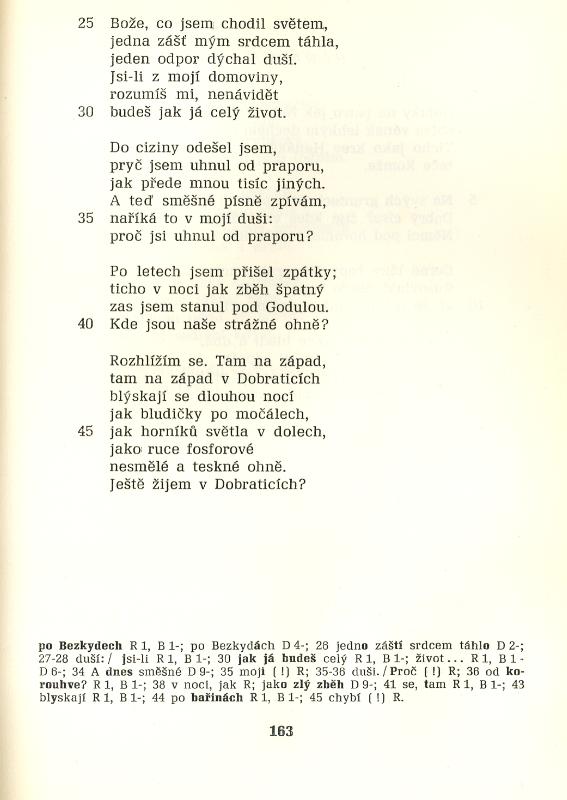 25 Bože, co jsem chodil světem,
jedna zášť mým srdcem táhla,
jeden odpor dýchal duší.
Jsi-li z mojí domoviny,
rozumíš mi, nenávidět
30 budeš jak já celý život.
Do ciziny odešel jsem,
pryč jsem uhnul od praporu,
jak přede mnou tisíc jiných.
A teď směšné písně zpívám,
35 naříká to v mojí duši:
proč jsi uhnul od praporu?
Po letech jsem přišel zpátky;
ticho v noci jak zběh špatný
zas jsem stanul pod Godulou.
40 Kde jsou naše strážné ohně?
Rozhlížím se. Tam na západ,
tam na západ v Dobraticích
blýskají se dlouhou nocí
jak bludičky po močálech,
45 jak horníků světla v dolech,
jako ruce fosforové
nesmělé a teskné ohně.
Ještě žijem v Dobraticích?
po Bezkydech R 1, B 1-; po Bezkydách D 4-; 26 jedno záští srdcem táhlo D 2-;
27-28 duší:/ jsi-li R 1, B 1-; 30 jak já budeš celý R 1, B 1-; život... R 1, B 1-
D 6-; 34 A dnes směšné D 9-; 35 moji (!) R; 35-36 duši./Proč (!) R; 36 od ko-
rouhve? R 1, B 1-; 38 v noci, jak R; jako zlý zběh D 9-; 41 se, tam R 1, B 1-; 43
blyskají R 1, B 1-; 44 po bařinách R 1, B 1-; 45 chybí (!) R.
163